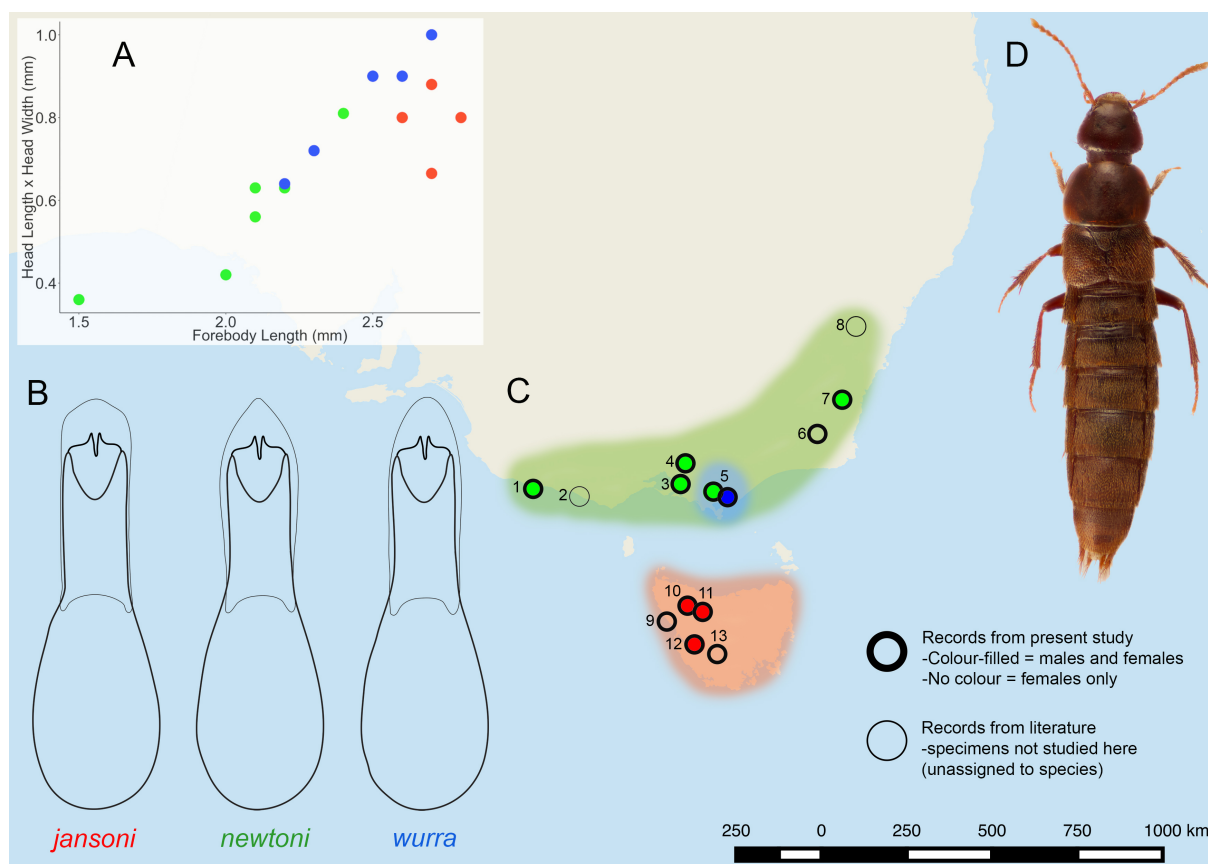 A
1.0
0.8
0.6
0.4
Head Length x Head Width (mm)
1.5
2.0
2.5
Forebody Length (mm)
B
jansoni
newtoni
wurra
C
8
7
6
4
3
5
1
2
10
11
9
12
13
D
Records from present study
-Colour-filled = males and females
-No colour = females only
Records from literature
-specimens not studied here
(unassigned to species)
250 0 250 500 750 1000 km